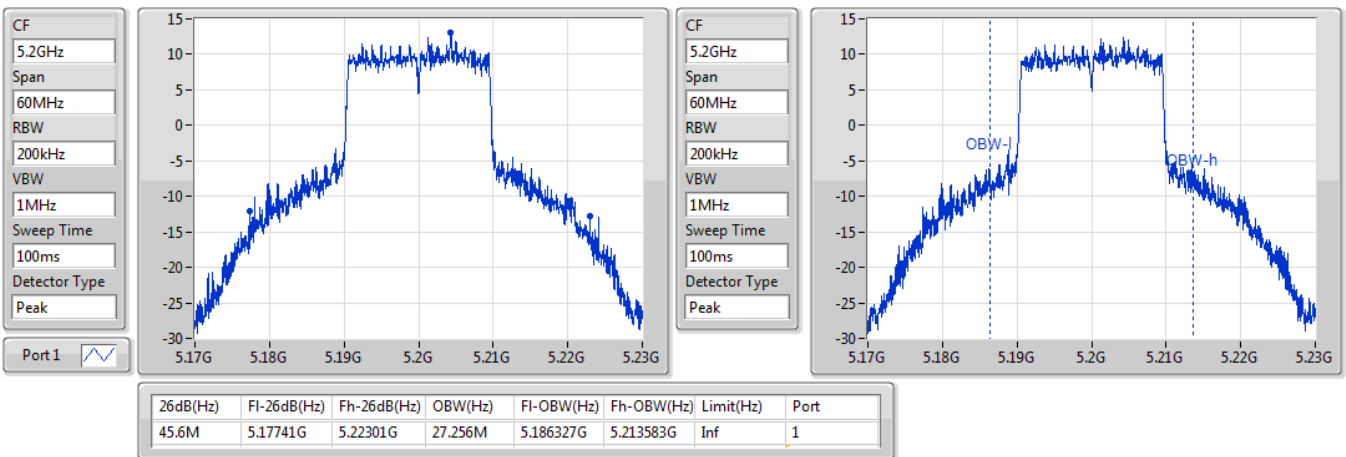 CF
5.2GHz
Span
60MHz
RBW
200kHz
VBW
1MHz
Sweep Time
100ms
Detector Type
Peak
Port 1
15
10
5
0
-5
-10
-15
-20
-25
-30
5.17G 5.18G 5.19G 5.2G 5.21G 5.22G 5.23G
CF
5.2GHz
Span
60MHz
RBW
200kHz
VBW
1MHz
Sweep Time
100ms
Detector Type
Peak
15
10
5
0
-5
-10
-15
-20
-25
-30
OBW-l
OBW-h
5.17G 5.18G 5.19G 5.2G 5.21G 5.22G 5.23G
26dB(Hz) Fl-26dB(Hz) Fh-26dB(Hz) OBW(Hz) Fl-OBW(Hz) Fh-OBW(Hz) Limit(Hz) Port
45.6M 5.17741G 5.22301G 27.256M 5.186327G 5.213583G Inf 1